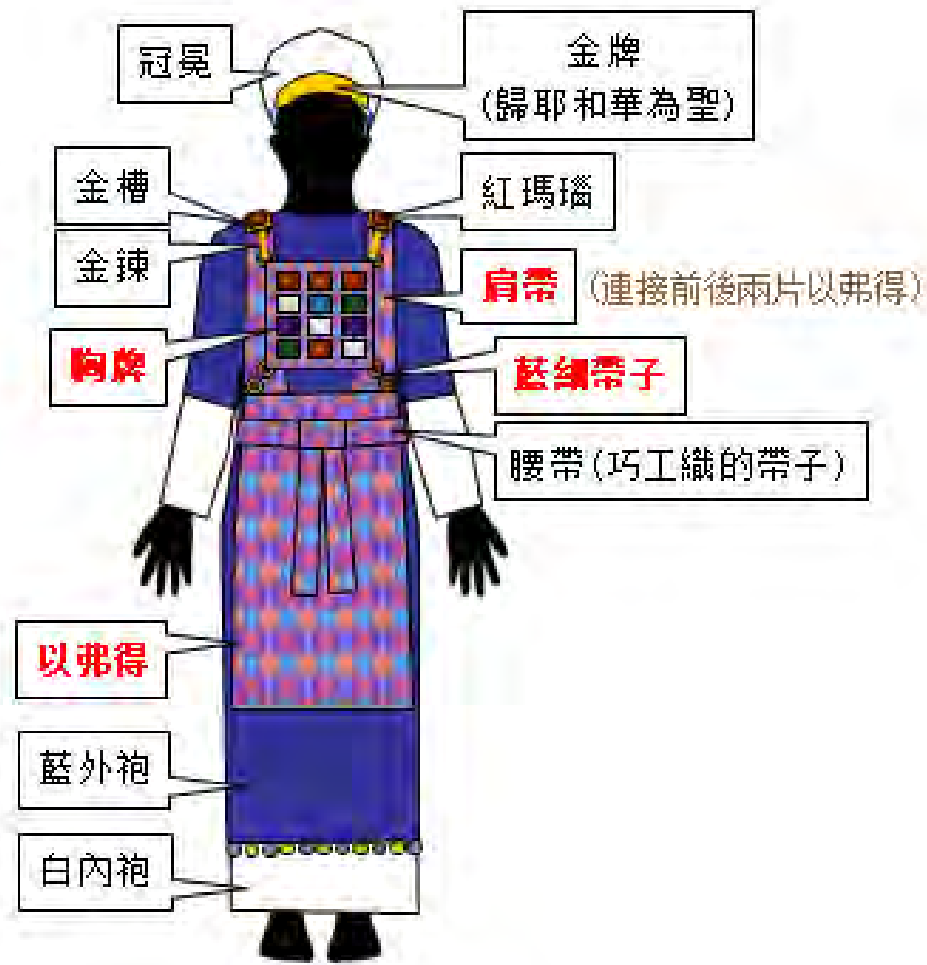 冠冕
金牌
(歸耶和華為聖)
金槽
紅瑪瑙
金鍊
肩帶 (連接前後兩片以弗得)
胸牌
藍細帶子
腰帶(巧工織的帶子)
以弗得
藍外袍
白內袍